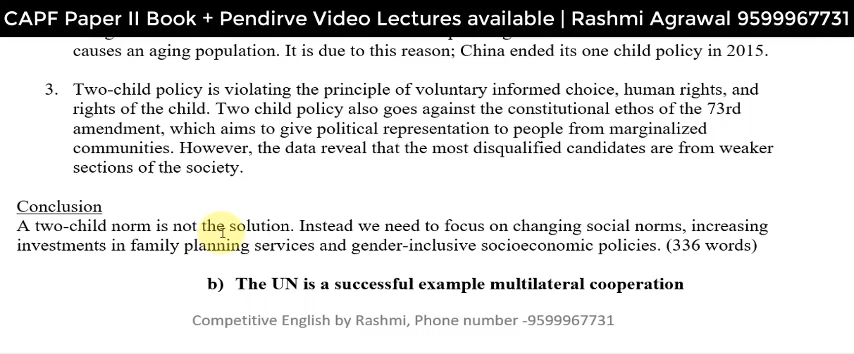 CAPF Paper II Book + Pendirve Video Lectures available | Rashmi Agrawal 9599967731
causes an aging population. It is due to this reason; China ended its one child policy in 2015.
3. Two-child policy is violating the principle of voluntary informed choice, human rights, and
rights of the child. Two child policy also goes against the constitutional ethos of the 73rd
amendment, which aims to give political representation to people from marginalized
communities. However, the data reveal that the most disqualified candidates are from weaker
sections of the society.
Conclusion
A two-child norm is not the solution. Instead we need to focus on changing social norms, increasing
investments in family planning services and gender-inclusive socioeconomic policies. (336 words)
b) The UN is a successful example multilateral cooperation
Competitive English by Rashmi, Phone number -9599967731